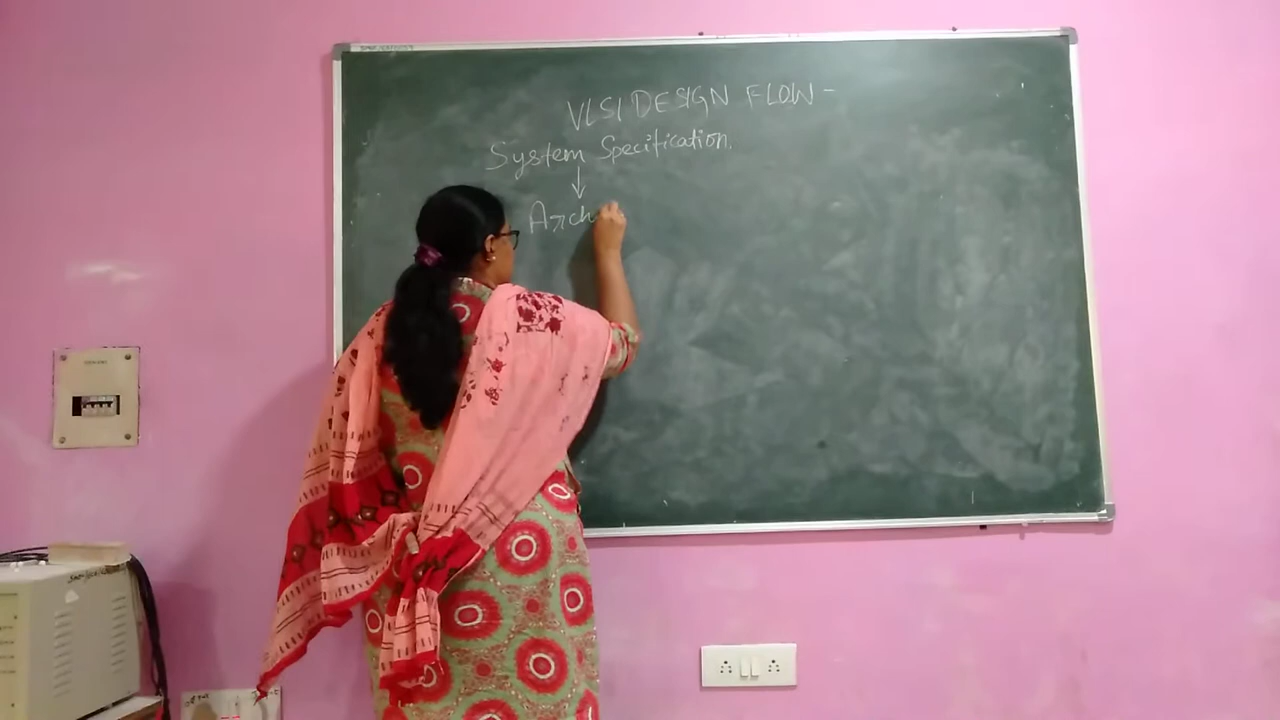 VLSI DESIGN FLOW -
System Specification.
Arch